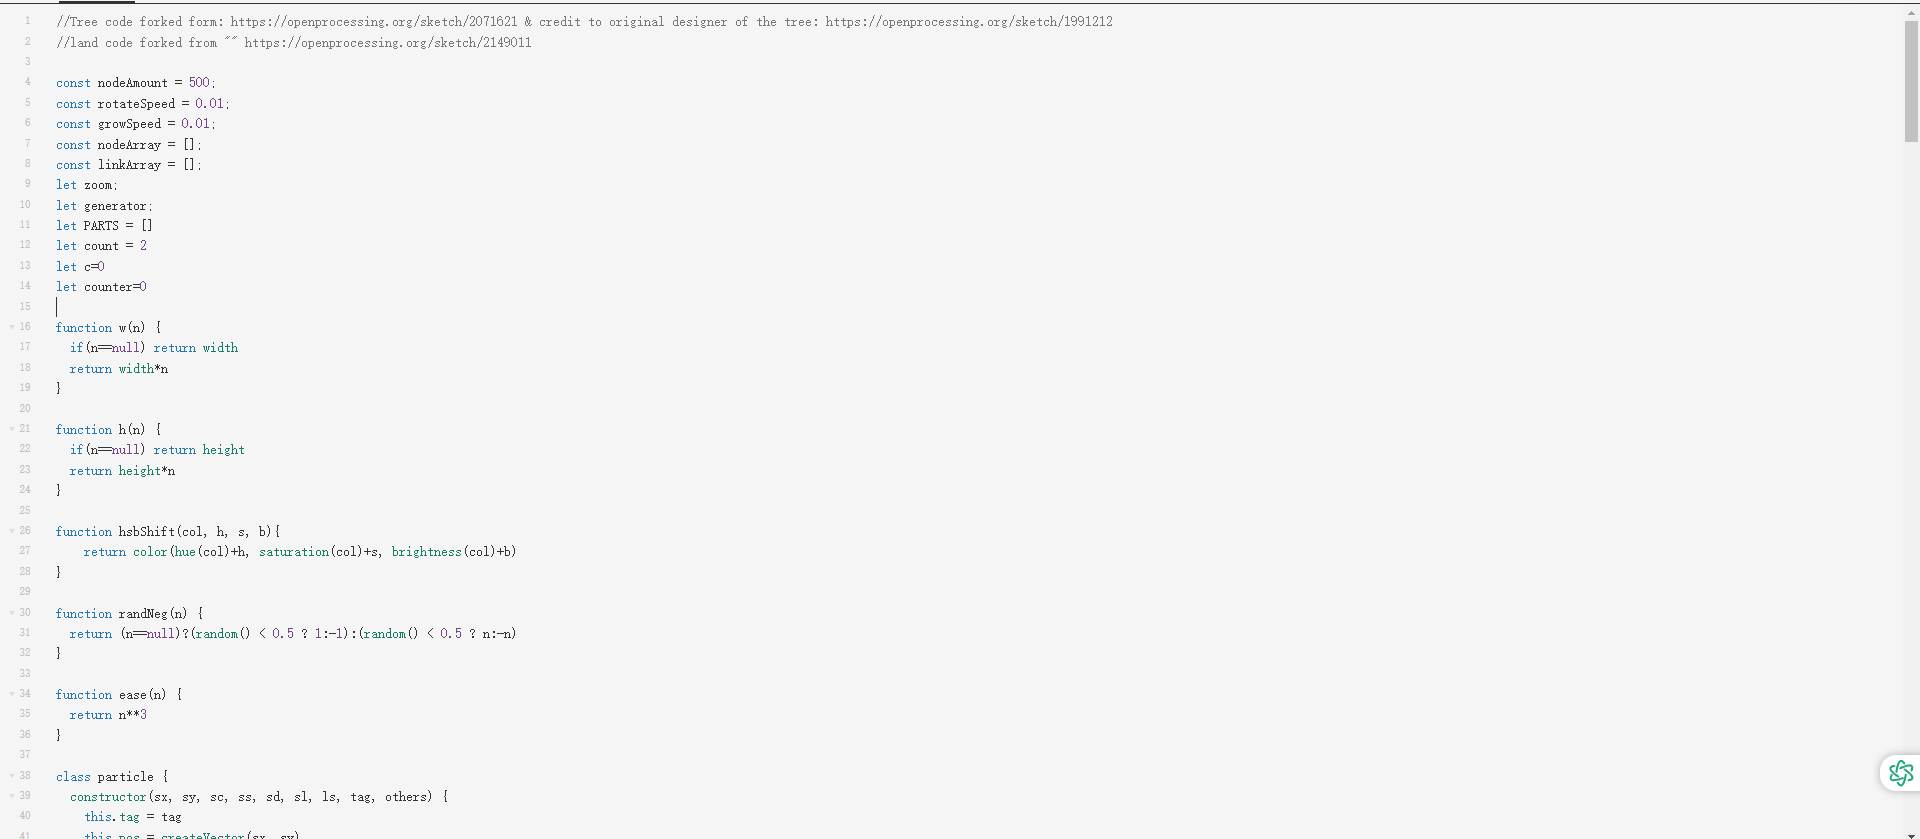 1 //Tree code forked form: https://openprocessing.org/sketch/2071621 & credit to original designer of the tree: https://openprocessing.org/sketch/1991212
2 //land code forked from "" https://openprocessing.org/sketch/2149011
3
4 const nodeAmount = 500;
5 const rotateSpeed = 0.01;
6 const growSpeed = 0.01;
7 const nodeArray = [];
8 const linkArray = [];
9 let zoom;
10 let generator;
11 let PARTS = []
12 let count = 2
13 let c=0
14 let counter=0
15
16 function w(n) {
17 if(n==null) return width
18 return width*n
19 }
20
21 function h(n) {
22 if(n==null) return height
23 return height*n
24 }
25
26 function hsbShift(col, h, s, b){
27 return color(hue(col)+h, saturation(col)+s, brightness(col)+b)
28 }
29
30 function randNeg(n) {
31 return (n==null)?(random() < 0.5 ? 1:-1):(random() < 0.5 ? n:-n)
32 }
33
34 function ease(n) {
35 return n**3
36 }
37
38 class particle {
39 constructor(sx, sy, sc, ss, sd, sl, ls, tag, others) {
40 this.tag = tag
41 this.pos = createVector(sx, sy)